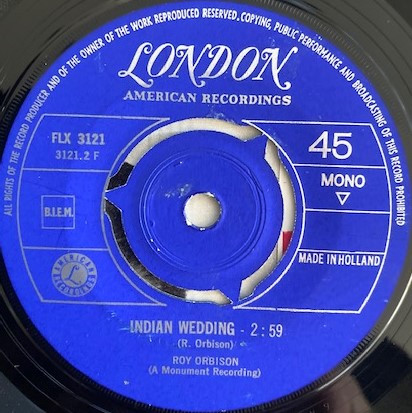 ALL RIGHTS OF THE RECORD PRODUCER AND OF THE OWNER OF THE WORK REPRODUCED RESERVED. COPYING, PUBLIC PERFORMANCE AND BROADCASTING OF THIS RECORD PROHIBITED
LONDON
AMERICAN RECORDINGS
FLX 3121
3121.2 F
45
MONO
B.I.E.M.
MADE IN HOLLAND
AMERICAN
L
RECORDINGS
INDIAN WEDDING - 2:59
(R. Orbison)
ROY ORBISON
(A Monument Recording)